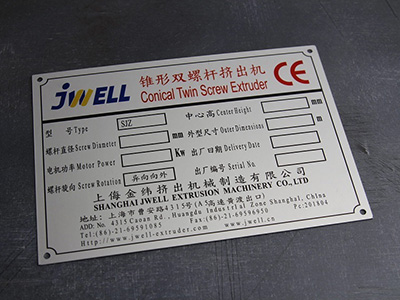 JWELL 锥形双螺杆挤出机 CE
Conical Twin Screw Extruder
型 号Type SJZ 中心高Center Height mm
螺杆直径Screw Diameter mm 外型尺寸Outer Dimensions m
电机功率Motor Power Kw 出厂日期Delivery Date
螺杆旋向Screw Rotation 异向向外 出厂编号Serial No.
上海金纬挤出机械制造有限公司
SHANGHAI JWELL EXTRUSION MACHINERY CO.,LTD
地址: 上海市曹安路4315号(A5高速黄渡出口)
ADD: No. 4315 Caoan Rd., Huangdu Industrial Zone Shanghai, China
Tel:(86)-21-69591085 Fax:(86)-21-69596950 Pc:201804
Http://www.jwell-extruder.com www.jwell.cn